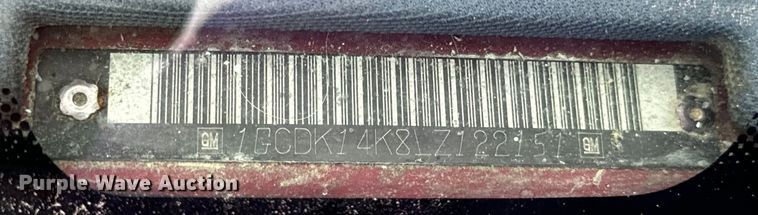 GM 1GCDK14K8LZ122151 GM
Purple Wave Auction